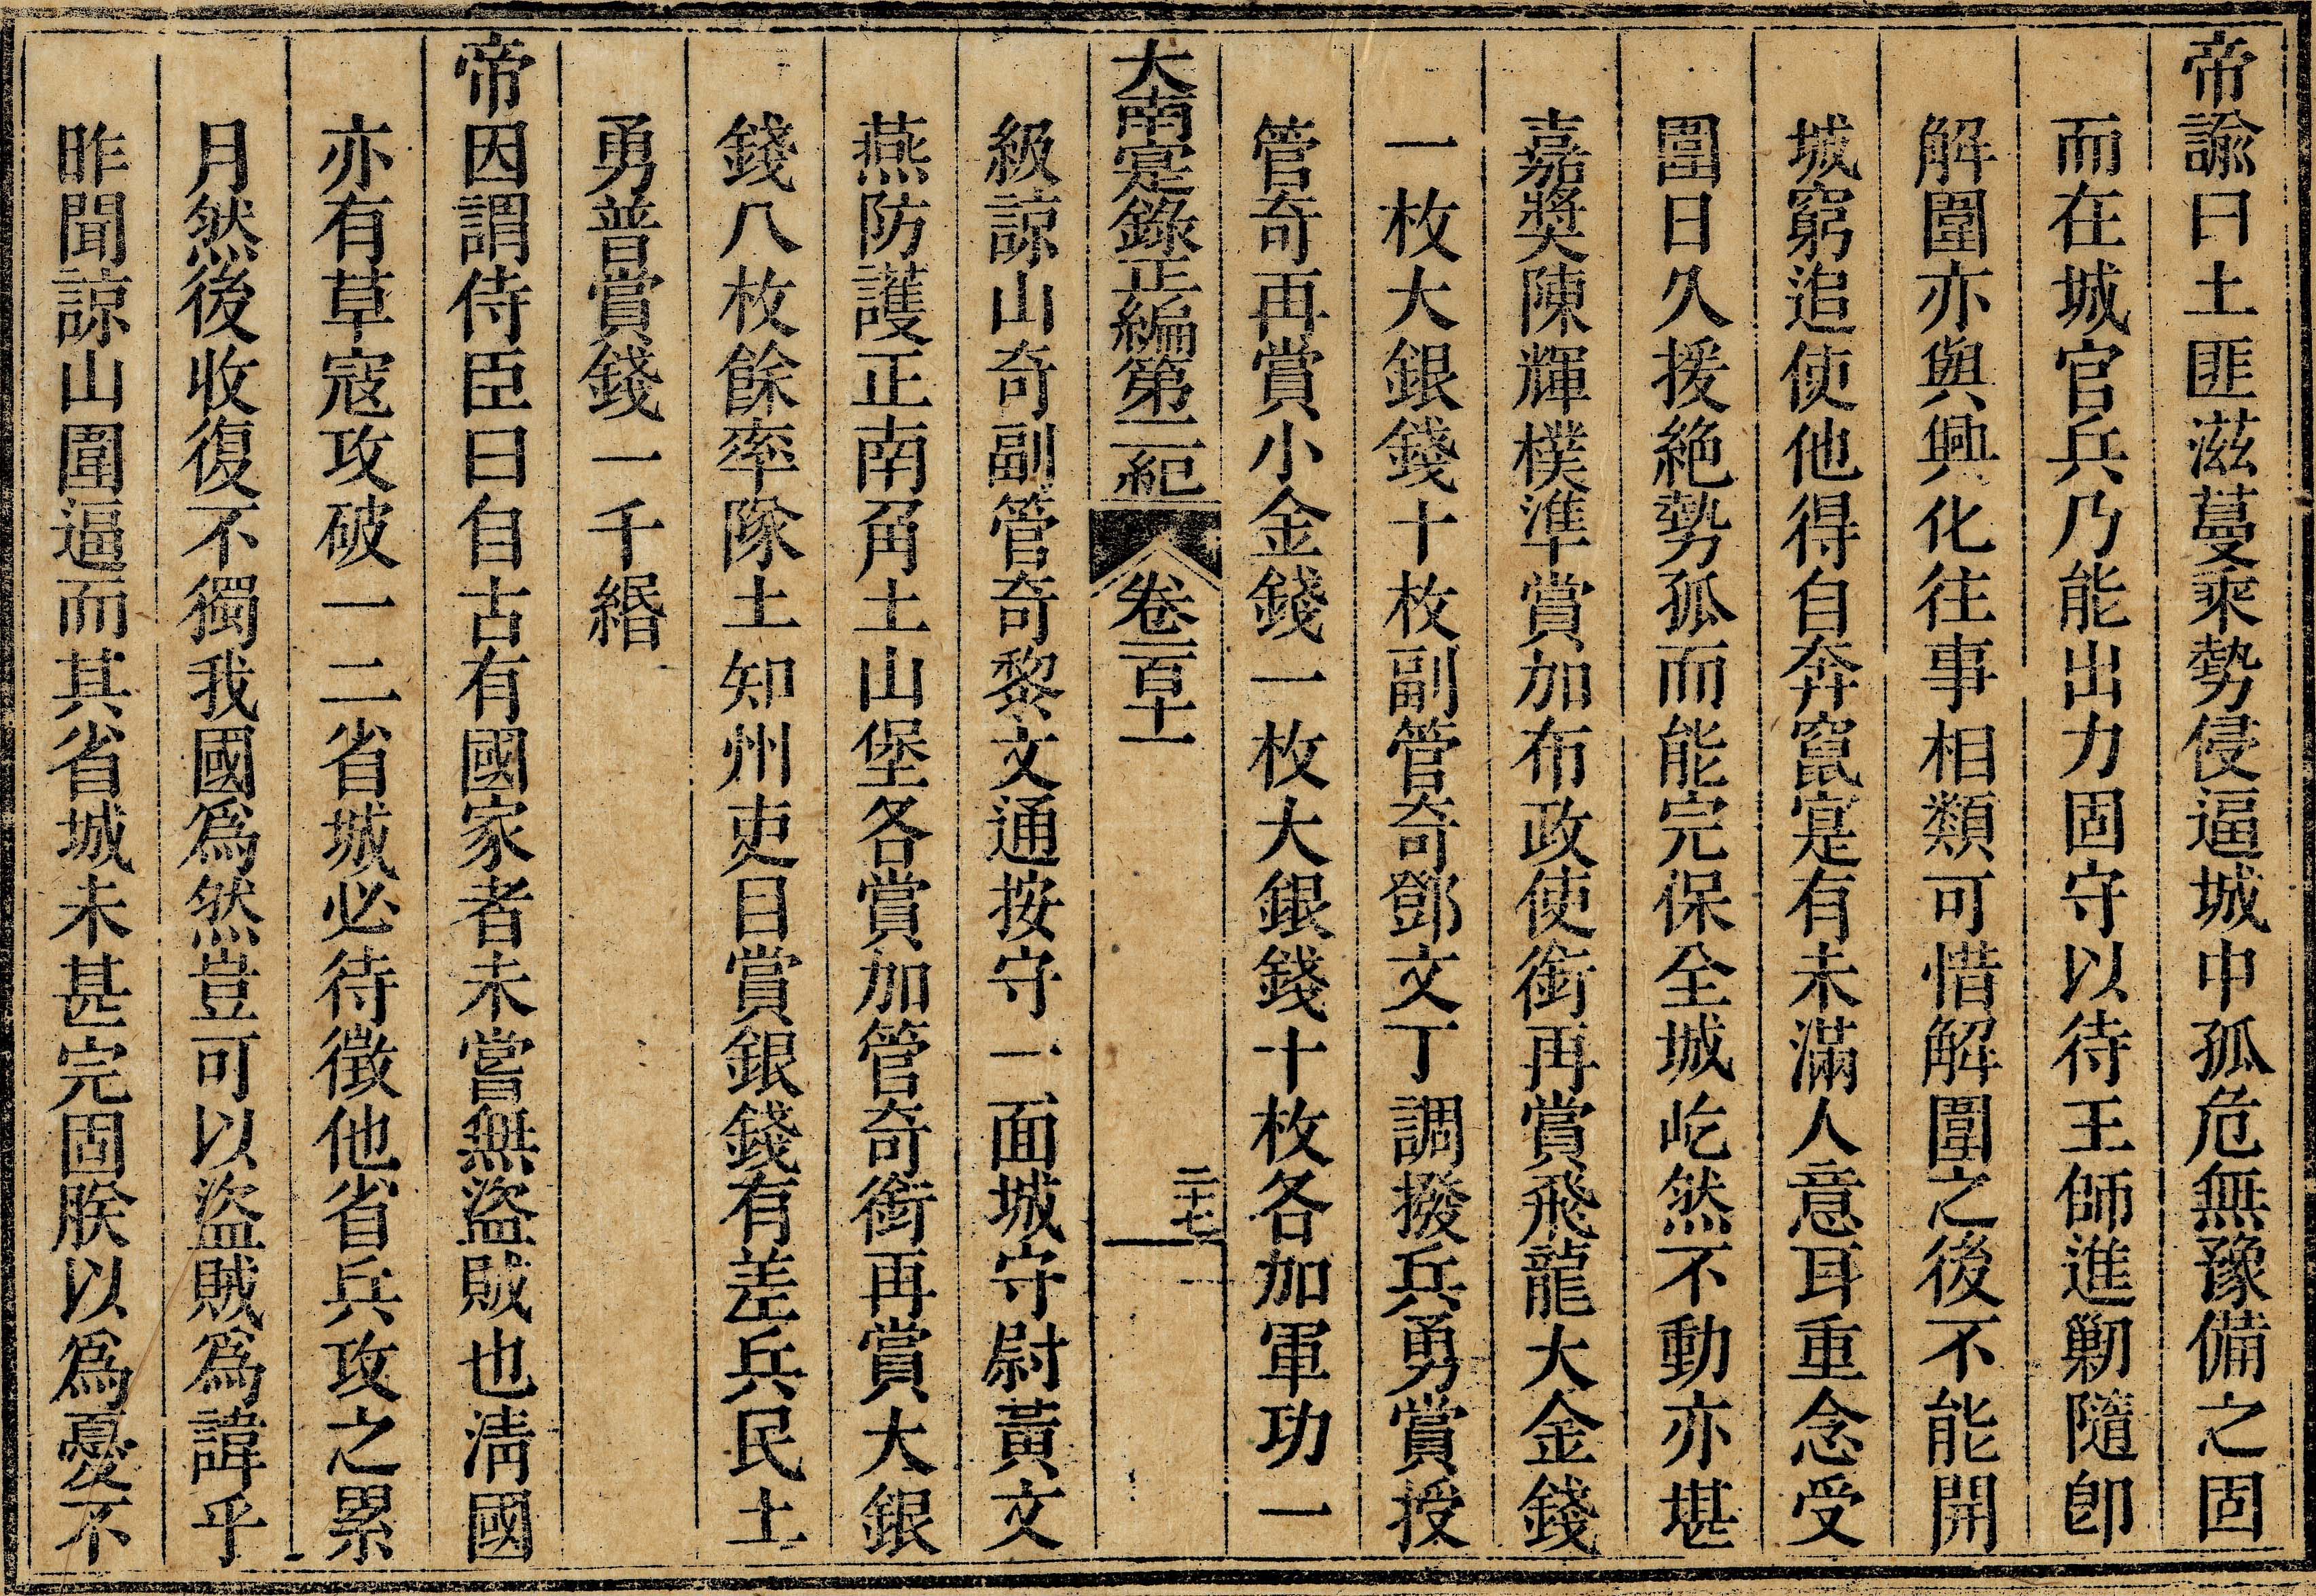 帝諭曰土匪滋蔓乘勢侵逼城中孤危無豫備之固
而在城官兵乃能出力固守以待王師進勦隨即
解圍亦與興化往事相類可惜解圍之後不能開
城窮追使他得自奔竄寔有未滿人意耳重念受
圍日久援絶勢孤而能完保全城屹然不動亦堪
嘉奬陳輝樸準賞加布政使銜再賞飛龍大金錢
一枚大銀錢十枚副管奇鄧文丁調撥兵勇賞授
管奇再賞小金錢一枚大銀錢十枚各加軍功一
大南寔錄正編第二紀 卷一百十一 二十七
級諒山奇副管奇黎文通按守一面城守尉黃文
燕防護正南角土山堡各賞加管奇銜再賞大銀
錢八枚餘率隊土知州吏目賞銀錢有差兵民土
勇普賞錢一千緡
帝因謂侍臣曰自古有國家者未嘗無盜賊也淸國
亦有草寇攻破一二省城必待徵他省兵攻之累
月然後收復不獨我國爲然豈可以盜賊爲諱乎
昨聞諒山圍逼而其省城未甚完固朕以爲憂不